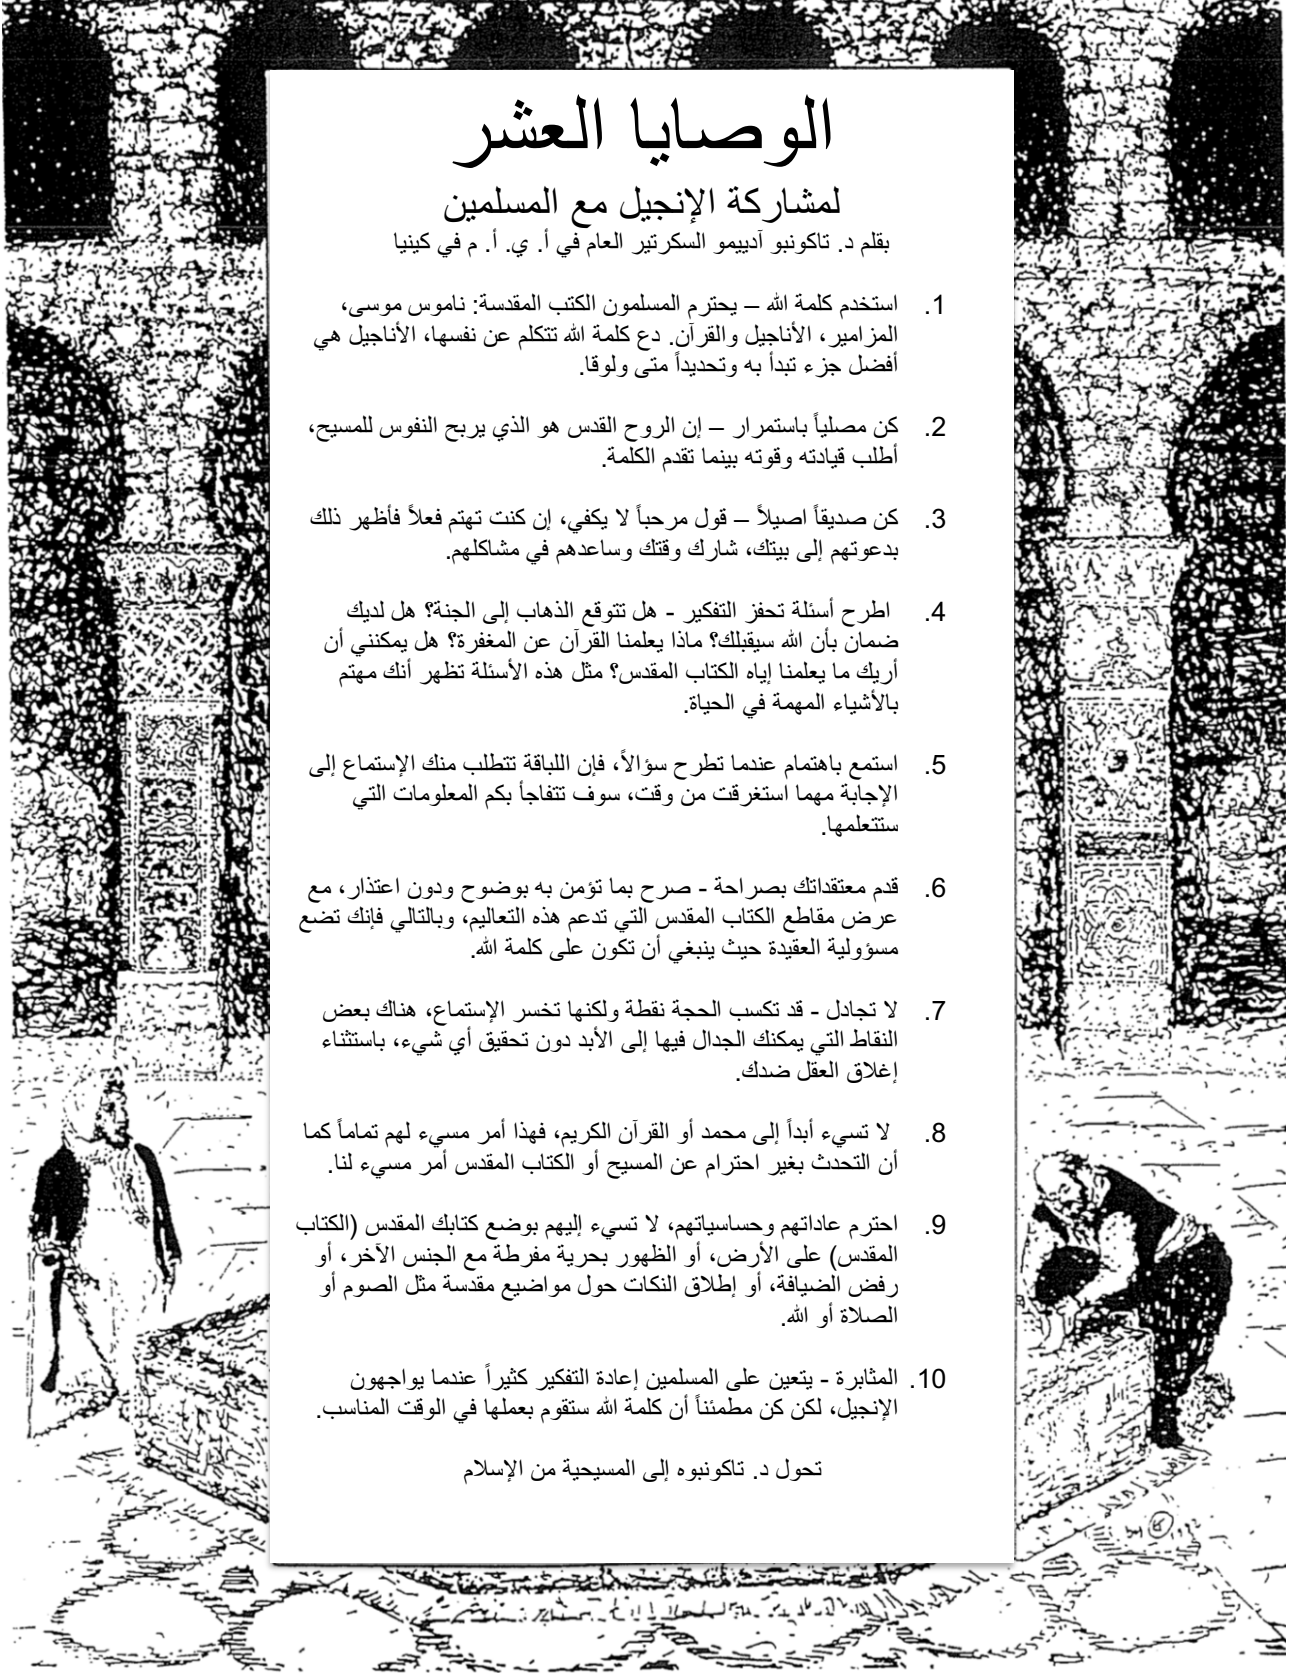 الوصايا العشر
لمشاركة الإنجيل مع المسلمين
بقلم د. تاكونبو آدييمو السكرتير العام في أ. ي. أ. م في كينيا
1. استخدم كلمة الله – يحترم المسلمون الكتب المقدسة: ناموس موسى،
المزامير، الأناجيل والقرآن. دع كلمة الله تتكلم عن نفسها، الأناجيل هي
أفضل جزء تبدأ به وتحديداً متى ولوقا.
2. كن مصلياً باستمرار – إن الروح القدس هو الذي يربح النفوس للمسيح،
أطلب قيادته وقوته بينما تقدم الكلمة.
3. كن صديقاً اصيلاً – قول مرحباً لا يكفي، إن كنت تهتم فعلاً فأظهر ذلك
بدعوتهم إلى بيتك، شارك وقتك وساعدهم في مشاكلهم.
4. اطرح أسئلة تحفز التفكير - هل تتوقع الذهاب إلى الجنة؟ هل لديك
ضمان بأن الله سيقبلك؟ ماذا يعلمنا القرآن عن المغفرة؟ هل يمكنني أن
أريك ما يعلمنا إياه الكتاب المقدس؟ مثل هذه الأسئلة تظهر أنك مهتم
بالأشياء المهمة في الحياة.
5. استمع باهتمام عندما تطرح سؤالاً، فإن اللباقة تتطلب منك الإستماع إلى
الإجابة مهما استغرقت من وقت، سوف تتفاجأ بكم المعلومات التي
ستتعلمها.
6. قدم معتقداتك بصراحة - صرح بما تؤمن به بوضوح ودون اعتذار، مع
عرض مقاطع الكتاب المقدس التي تدعم هذه التعاليم، وبالتالي فإنك تضع
مسؤولية العقيدة حيث ينبغي أن تكون على كلمة الله.
7. لا تجادل - قد تكسب الحجة نقطة ولكنها تخسر الإستماع، هناك بعض
النقاط التي يمكنك الجدال فيها إلى الأبد دون تحقيق أي شيء، باستثناء
إغلاق العقل ضدك.
8. لا تسيء أبداً إلى محمد أو القرآن الكريم، فهذا أمر مسيء لهم تماماً كما
أن التحدث بغير احترام عن المسيح أو الكتاب المقدس أمر مسيء لنا.
9. احترم عاداتهم وحساسياتهم، لا تسيء إليهم بوضع كتابك المقدس (الكتاب
المقدس) على الأرض، أو الظهور بحرية مفرطة مع الجنس الآخر، أو
رفض الضيافة، أو إطلاق النكات حول مواضيع مقدسة مثل الصوم أو
الصلاة أو الله.
10. المثابرة - يتعين على المسلمين إعادة التفكير كثيراً عندما يواجهون
الإنجيل، لكن كن مطمئناً أن كلمة الله ستقوم بعملها في الوقت المناسب.
تحول د. تاكونبوه إلى المسيحية من الإسلام